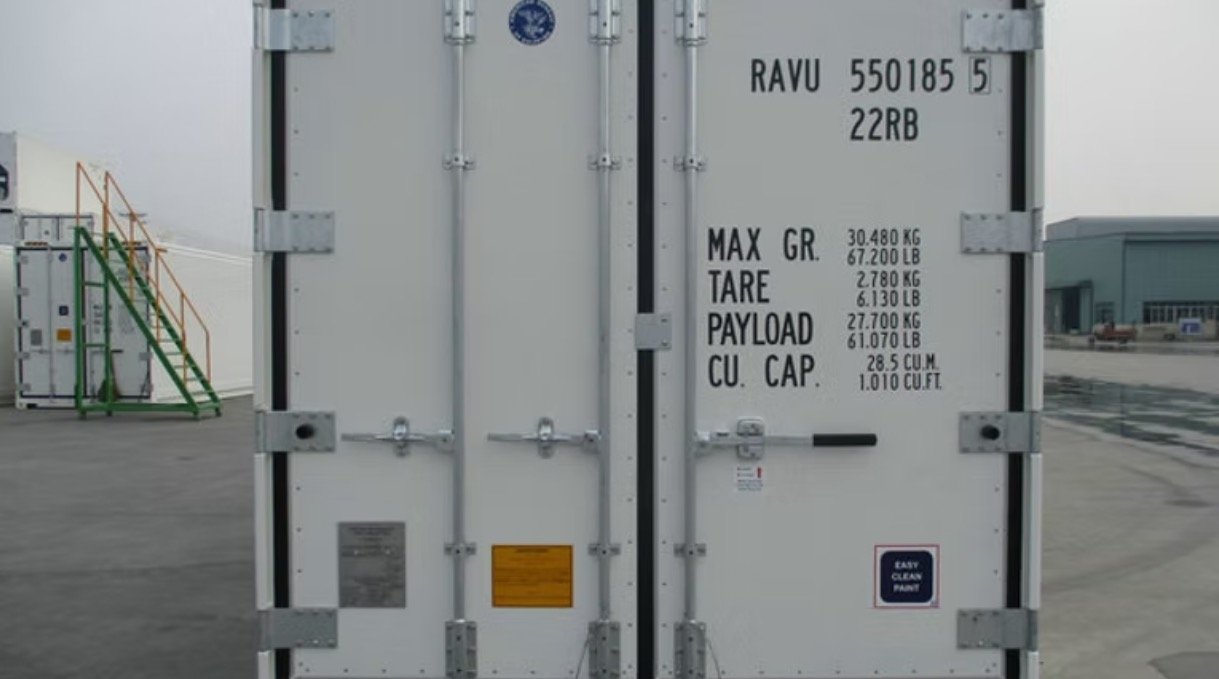 RAVU 550185 5
22RB
MAX GR. 30.480 KG
67.200 LB
TARE 2.780 KG
6.130 LB
PAYLOAD 27.700 KG
61.070 LB
CU. CAP. 28.5 CU.M.
1.010 CU.FT.
EASY
CLEAN
PAINT